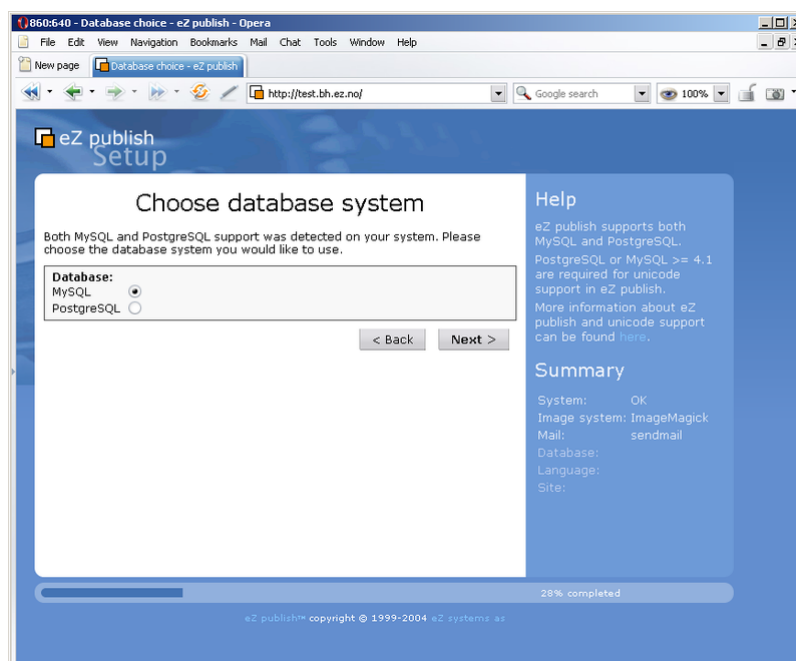 860:640 - Database choice - eZ publish - Opera
File Edit View Navigation Bookmarks Mail Chat Tools Window Help
New page Database choice - eZ publish
http://test.bh.ez.no/ Google search 100%
eZ publish
Setup
Choose database system
Both MySQL and PostgreSQL support was detected on your system. Please
choose the database system you would like to use.
Database:
MySQL
PostgreSQL
< Back Next >
Help
eZ publish supports both
MySQL and PostgreSQL.
PostgreSQL or MySQL >= 4.1
are required for unicode
support in eZ publish.
More information about eZ
publish and unicode support
can be found here.
Summary
System: OK
Image system: ImageMagick
Mail: sendmail
Database:
Language:
Site:
28% completed
eZ publish™ copyright © 1999-2004 eZ systems as